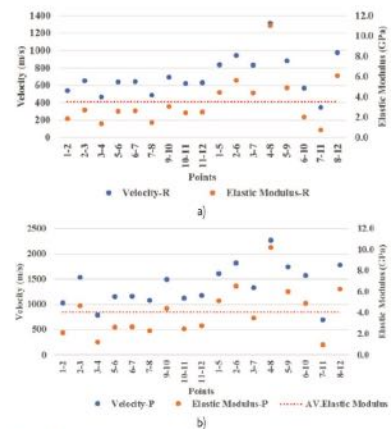 a)
1400
1200
1000
800
600
400
200
0
Velocity (m/s)
12.0
10.0
8.0
6.0
4.0
2.0
0.0
Elastic Modulus (GPa)
1-2 2-3 3-4 5-6 6-7 7-8 9-10 10-11 11-12 1-5 2-6 3-7 4-8 5-9 6-10 7-11 8-12
Points
Velocity-R Elastic Modulus-R
a)
2500
2000
1500
1000
500
0
Velocity (m/s)
12.0
10.0
8.0
6.0
4.0
2.0
0.0
Elastic Modulus (GPa)
1-2 2-3 3-4 5-6 6-7 7-8 9-10 10-11 11-12 1-5 2-6 3-7 4-8 5-9 6-10 7-11 8-12
Points
Velocity-P Elastic Modulus-P AV.Elastic Modulus
b)